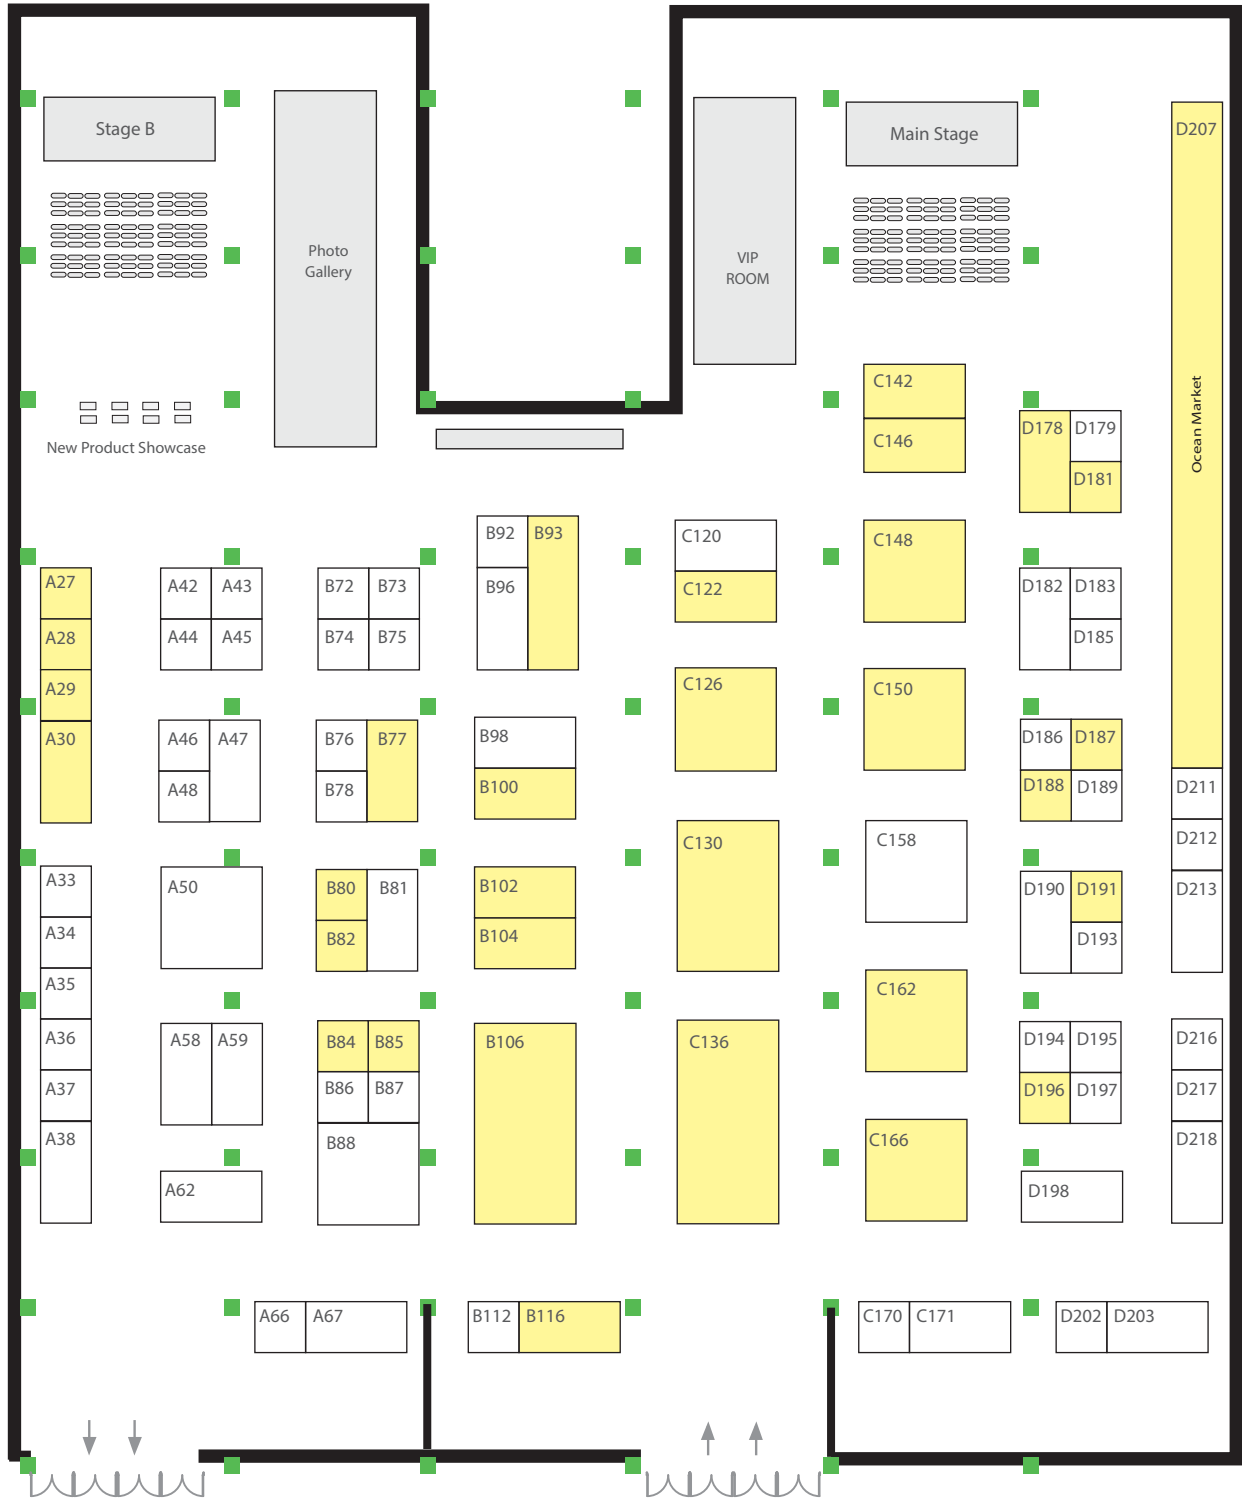 Stage B
Main Stage
D207
Photo
Gallery
VIP
ROOM
New Product Showcase
Ocean Market
C142
C146
D178
D179
D181
B92
B93
B96
C120
C122
C148
A27
A28
A29
A30
A42
A43
A44
A45
B72
B73
B74
B75
D182
D183
D185
C126
C150
A46
A47
A48
B76
B77
B78
B98
B100
D186
D187
D188
D189
D211
D212
D213
C130
C158
A33
A34
A35
A36
A37
A38
A50
B80
B81
B82
B102
B104
D190
D191
D193
C162
A58
A59
B84
B85
B86
B87
B88
B106
C136
D194
D195
D196
D197
D216
D217
D218
C166
A62
D198
A66
A67
B112
B116
C170
C171
D202
D203